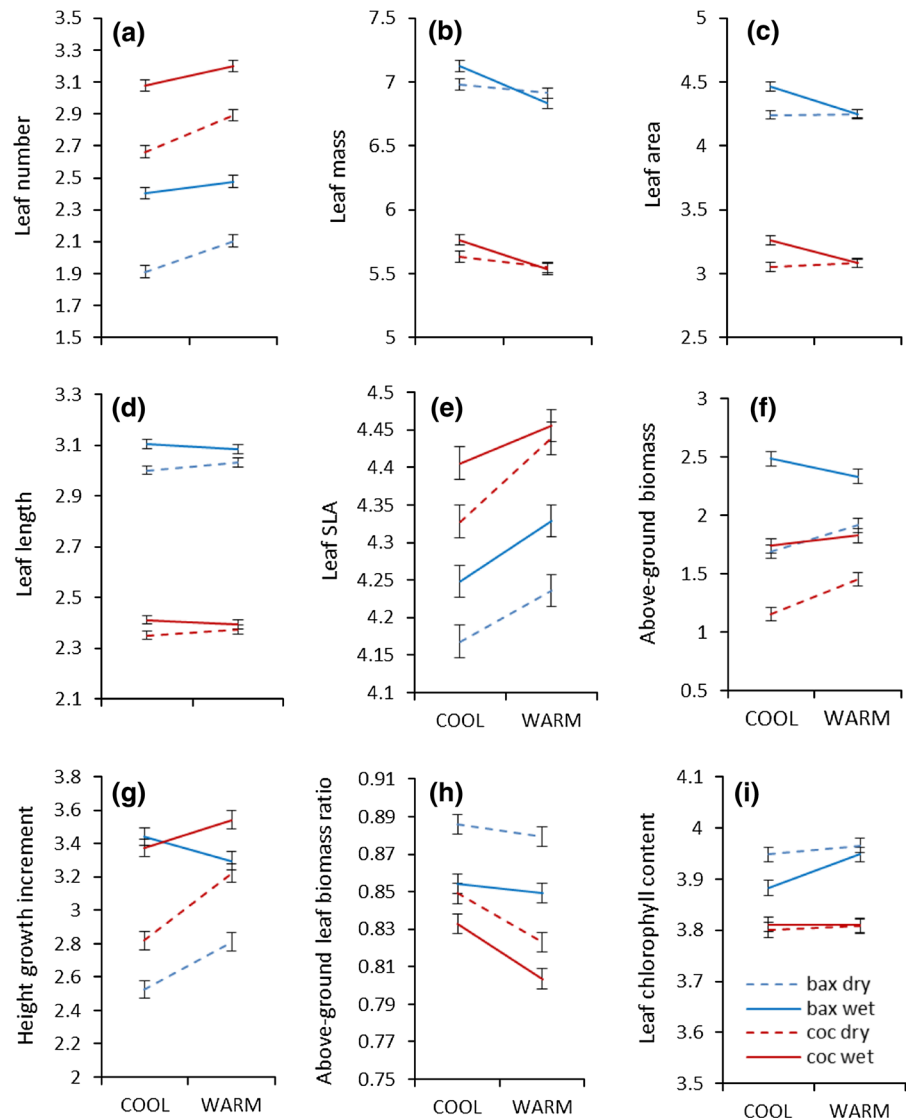 (a)
Leaf number
3.5
3.3
3.1
2.9
2.7
2.5
2.3
2.1
1.9
1.7
1.5
(b)
Leaf mass
7.5
7
6.5
6
5.5
5
(c)
Leaf area
5
4.5
4
3.5
3
2.5
(d)
Leaf length
3.3
3.1
2.9
2.7
2.5
2.3
2.1
(e)
Leaf SLA
4.5
4.45
4.4
4.35
4.3
4.25
4.2
4.15
4.1
COOL WARM
(f)
Above-ground biomass
3
2.5
2
1.5
1
0.5
COOL WARM
(g)
Height growth increment
3.8
3.6
3.4
3.2
3
2.8
2.6
2.4
2.2
2
COOL WARM
(h)
Above-ground leaf biomass ratio
0.91
0.89
0.87
0.85
0.83
0.81
0.79
0.77
0.75
COOL WARM
(i)
Leaf chlorophyll content
4.1
4
3.9
3.8
3.7
3.6
3.5
bax dry
bax wet
coc dry
coc wet
COOL WARM